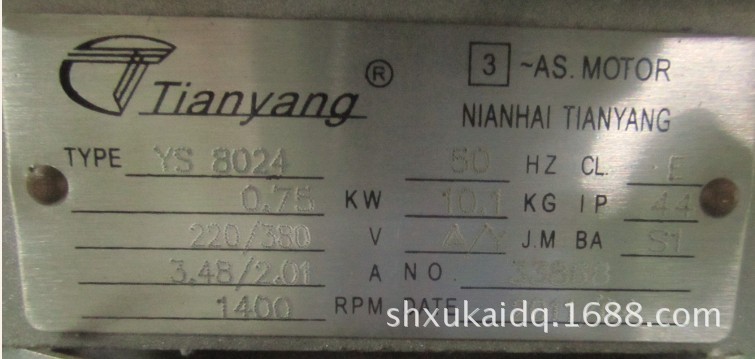 Tianyang ® 3 ~AS. MOTOR
NIANHAI TIANYANG
TYPE YS 8024 50 HZ CL. E
0.75 KW 10.1 KG IP 44
220/380 V △/Y J.M BA S1
3.48/2.01 A NO.
1400 RPM DATE
shxukaidq.1688.com